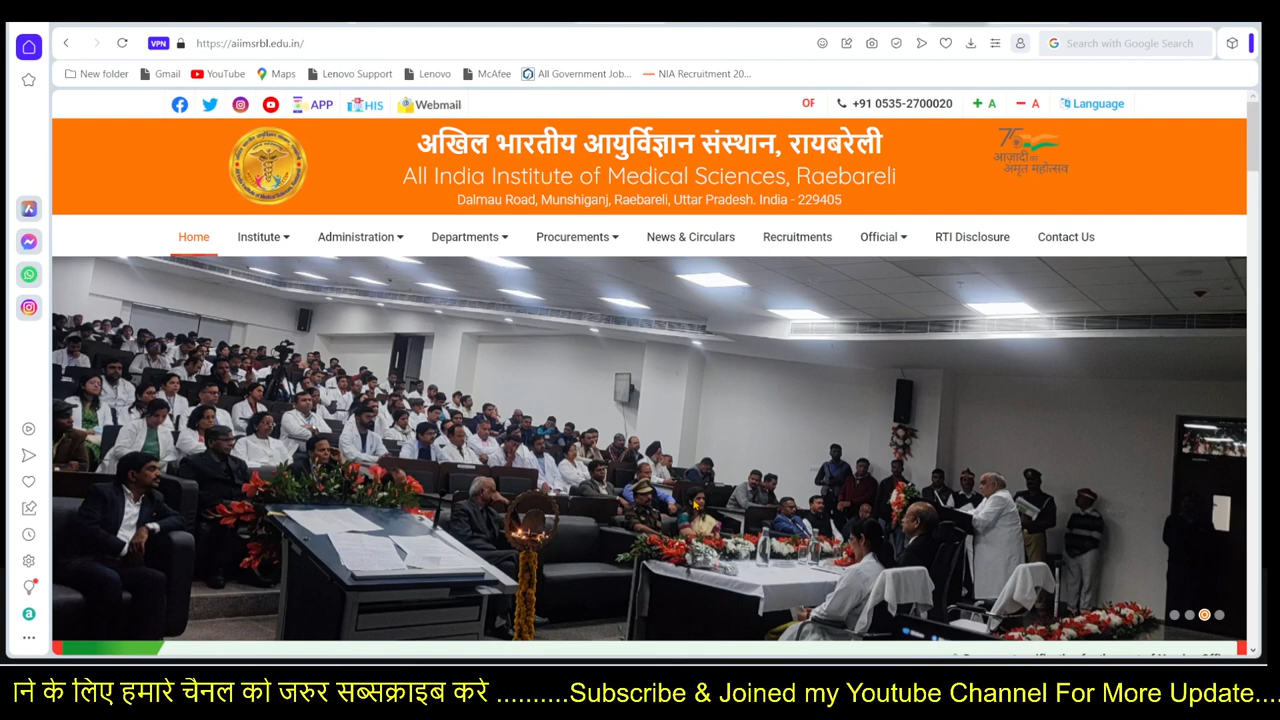 VPN https://aiimsrbl.edu.in/ Search with Google Search
New folder Gmail YouTube Maps Lenovo Support Lenovo McAfee All Government Job... NIA Recruitment 20...
APP HIS Webmail OF +91 0535-2700020 + A - A Language
अखिल भारतीय आयुर्विज्ञान संस्थान, रायबरेली
All India Institute of Medical Sciences, Raebareli
Dalmau Road, Munshiganj, Raebareli, Uttar Pradesh. India - 229405
आज़ादी का
अमृत महोत्सव
Home Institute Administration Departments Procurements News & Circulars Recruitments Official RTI Disclosure Contact Us
के लिए हमारे चैनल को जरुर सब्सक्राइब करे ..........Subscribe & Joined my Youtube Channel For More Update...